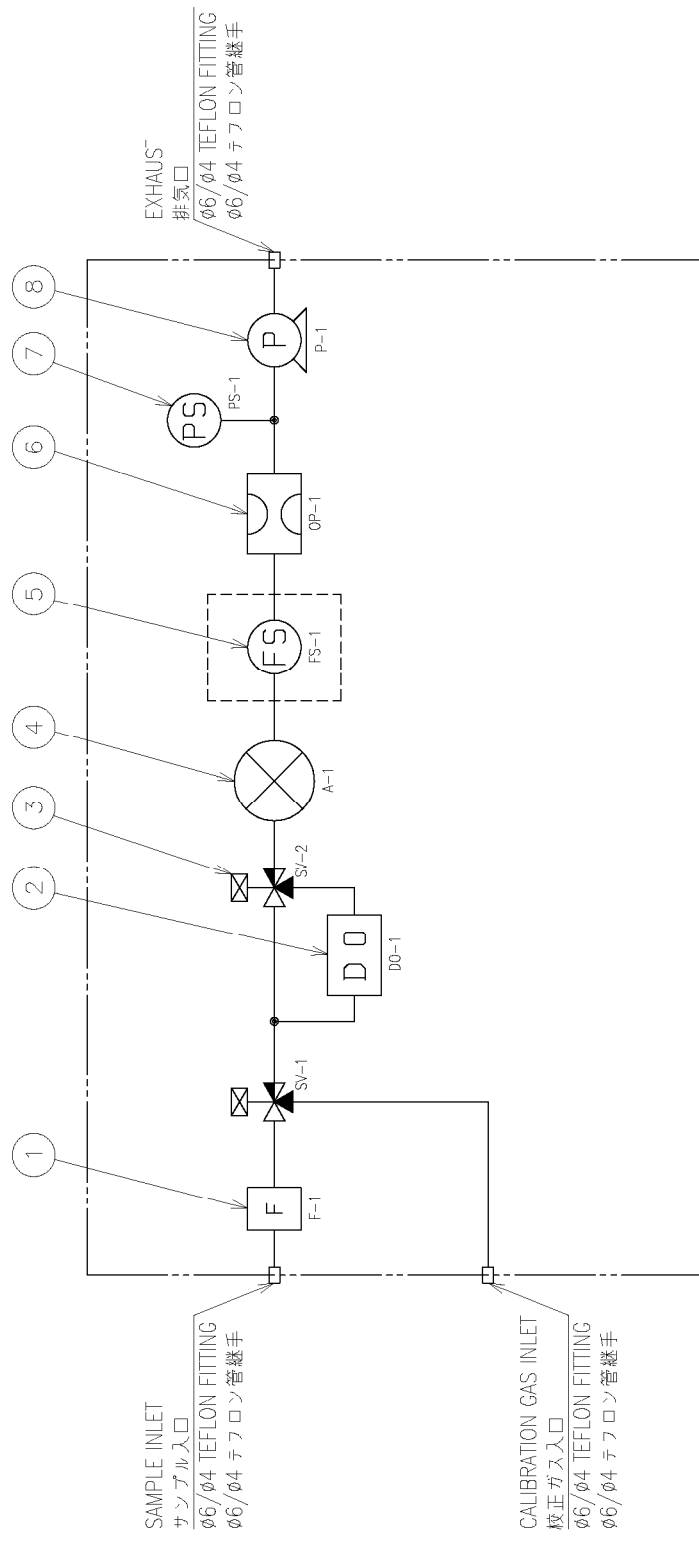 1
2
3
4
5
6
7
8
SAMPLE INLET
サンプル入口
φ6/φ4 TEFLON FITTING
φ6/φ4 テフロン管継手
F
F-1
SV-1
DO
DO-1
SV-2
A-1
FS
FS-1
OP-1
PS
PS-1
P
P-1
EXHAUST
排気口
φ6/φ4 TEFLON FITTING
φ6/φ4 テフロン管継手
CALIBRATION GAS INLET
校正ガス入口
φ6/φ4 TEFLON FITTING
φ6/φ4 テフロン管継手